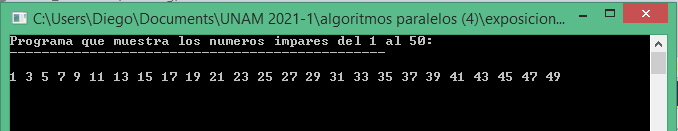 C:\Users\Diego\Documents\UNAM 2021-1\algoritmos paralelos (4)\exposicion...
Programa que muestra los numeros impares del 1 al 50:
-----------------------------------------------
1 3 5 7 9 11 13 15 17 19 21 23 25 27 29 31 33 35 37 39 41 43 45 47 49